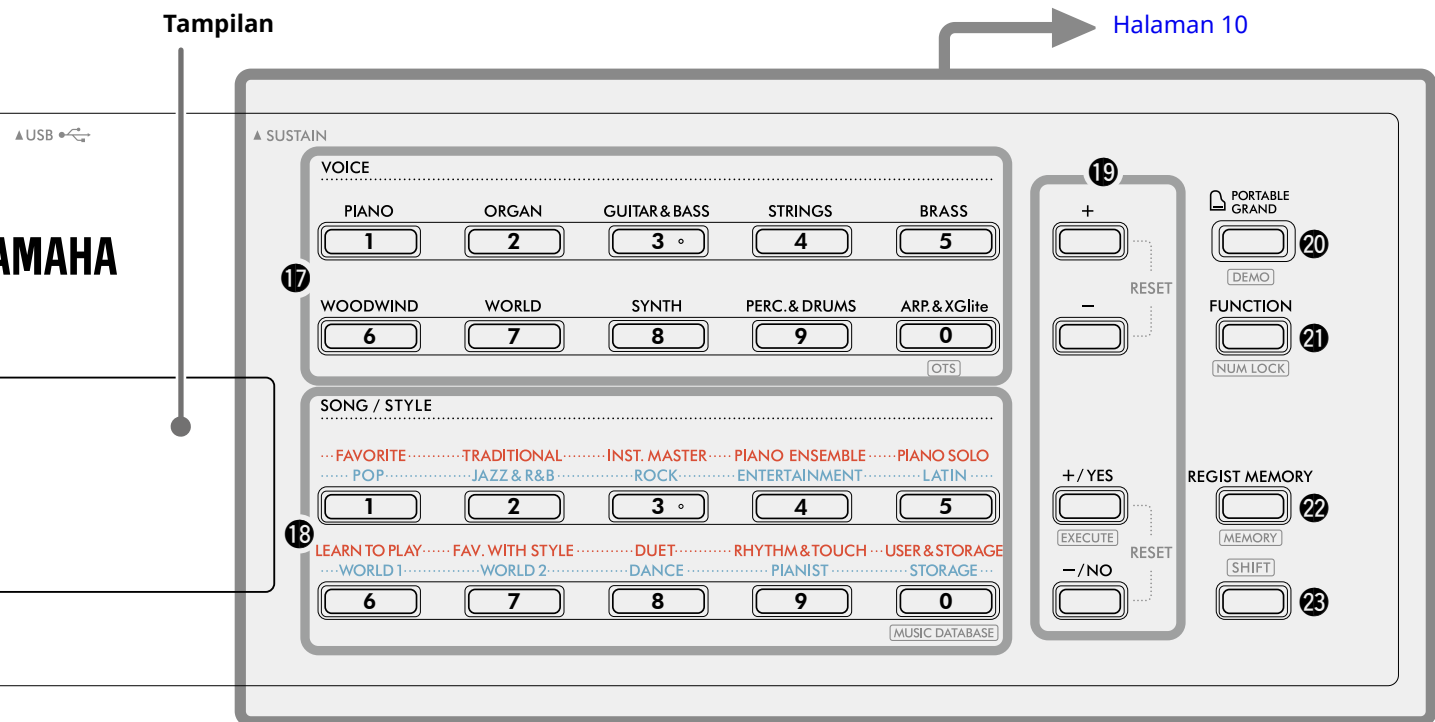 Tampilan
Halaman 10
▲USB
▲ SUSTAIN
AMAHA
VOICE
PIANO ORGAN GUITAR & BASS STRINGS BRASS
1 2 3 4 5
⓱
WOODWIND WORLD SYNTH PERC. & DRUMS ARP. & XGlite
6 7 8 9 0
OTS
SONG / STYLE
FAVORITE TRADITIONAL INST. MASTER PIANO ENSEMBLE PIANO SOLO
POP JAZZ & R&B ROCK ENTERTAINMENT LATIN
1 2 3 4 5
⓲
LEARN TO PLAY FAV. WITH STYLE DUET RHYTHM & TOUCH USER & STORAGE
WORLD 1 WORLD 2 DANCE PIANIST STORAGE
6 7 8 9 0
MUSIC DATABASE
⓳
+
RESET
−
+/YES
EXECUTE
RESET
−/NO
PORTABLE
GRAND
⓴
DEMO
FUNCTION
㉑
NUM LOCK
REGIST MEMORY
㉒
MEMORY
SHIFT
㉓